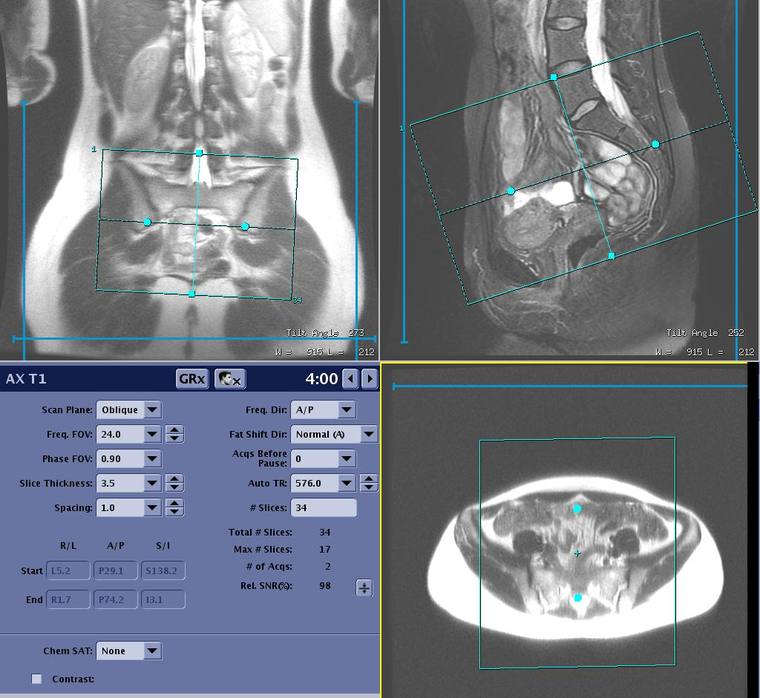 1
34
Tilt Angle 273
W = 915 L = 212
1
Tilt Angle 252
W = 915 L = 212
AX T1 GRx 4:00
Scan Plane: Oblique Freq. Dir: A/P
Freq. FOV: 24.0 Fat Shift Dir: Normal (A)
Phase FOV: 0.90 Acqs Before Pause: 0
Slice Thickness: 3.5 Auto TR: 576.0
Spacing: 1.0 # Slices: 34
Total # Slices: 34
R/L A/P S/I Max # Slices: 17
# of Acqs: 2
Start L5.2 P29.1 S138.2 Rel. SNR(%): 98
End R1.7 P74.2 I3.1
Chem SAT: None
Contrast: